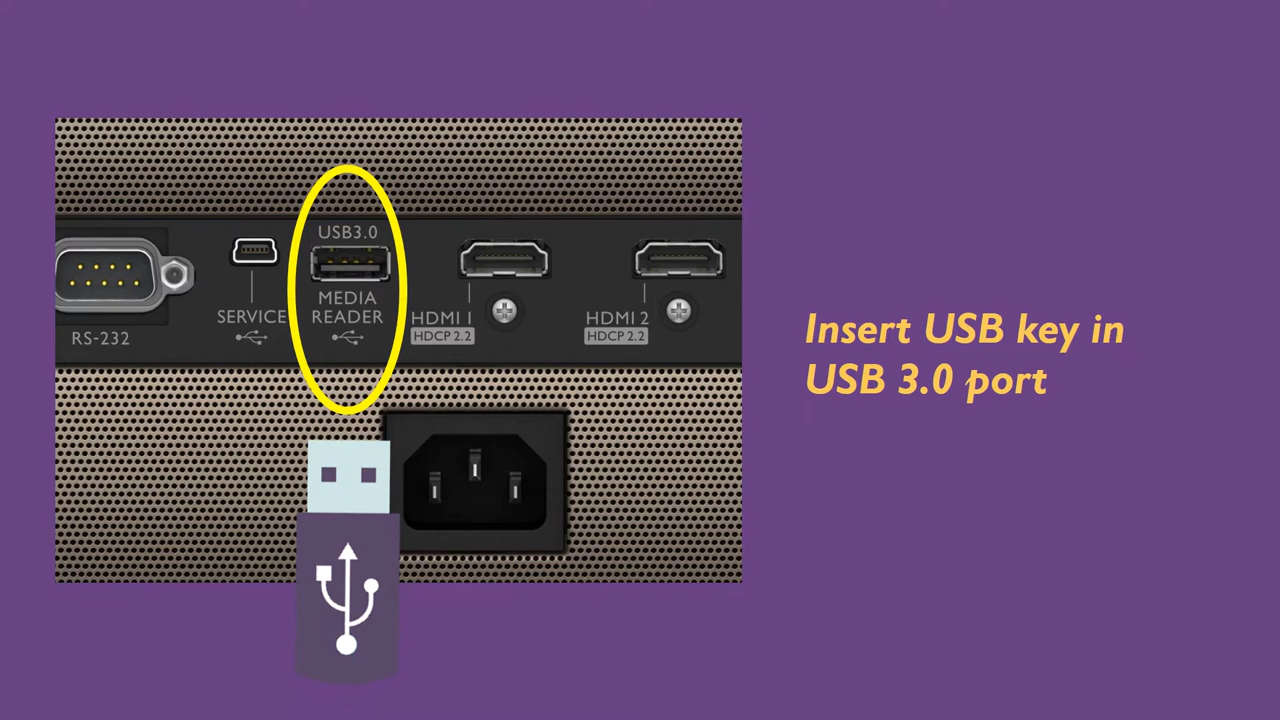 USB3.0
MEDIA
READER
SERVICE
RS-232
HDMI 1
HDCP 2.2
HDMI 2
HDCP 2.2
Insert USB key in
USB 3.0 port